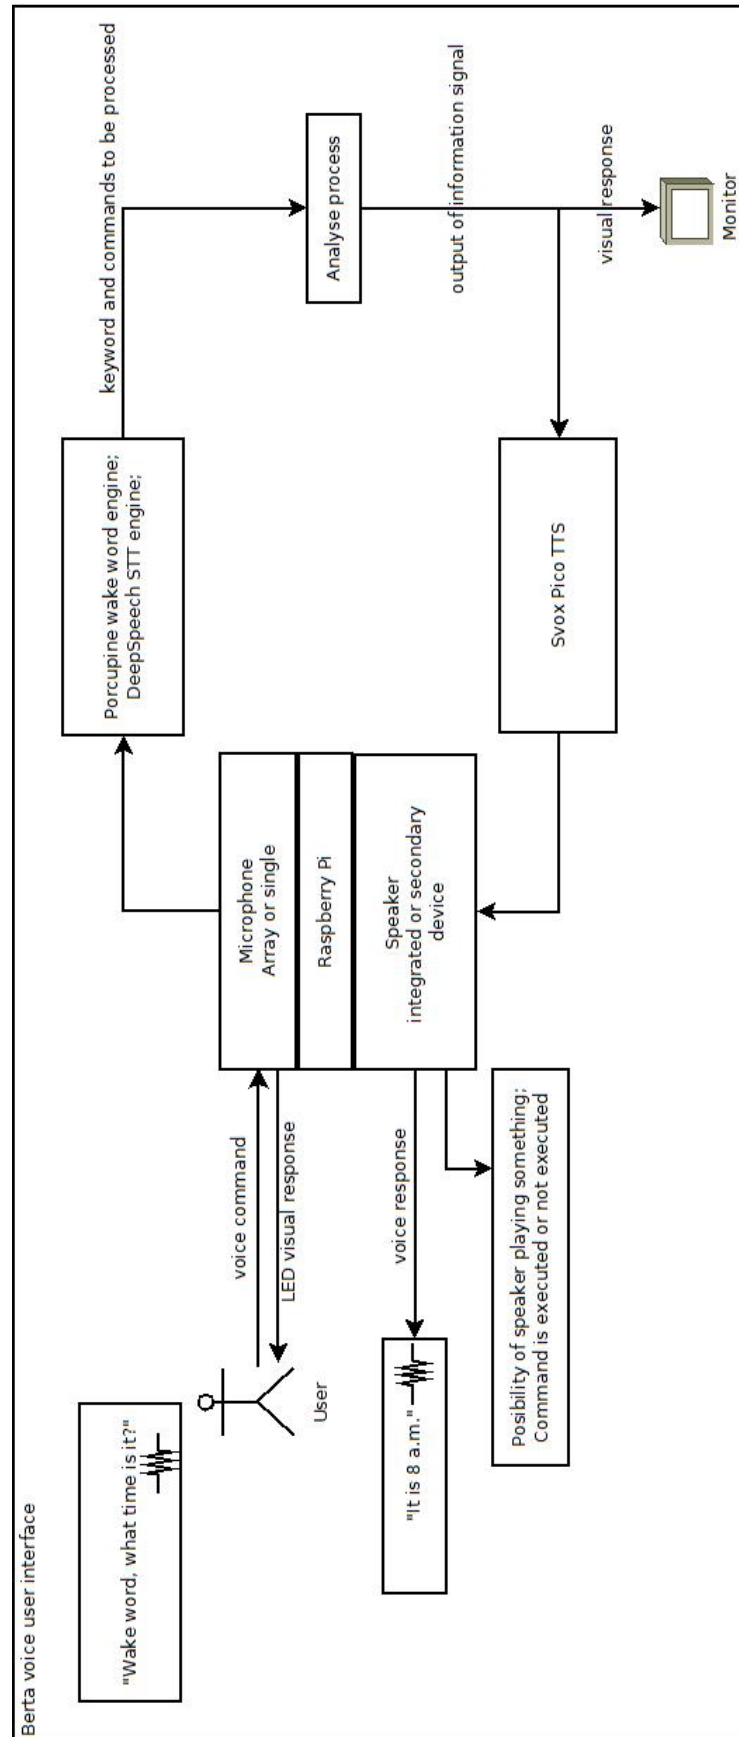 Berta voice user interface
"Wake word, what time is it?"
User
voice command
LED visual response
Microphone
Array or single
Raspberry Pi
Speaker
integrated or secondary
device
Porcupine wake word engine;
DeepSpeech STT engine;
keyword and commands to be processed
Analyse process
output of information signal
visual response
Monitor
Svox Pico TTS
voice response
"It is 8 a.m."
Posibility of speaker playing something;
Command is executed or not executed